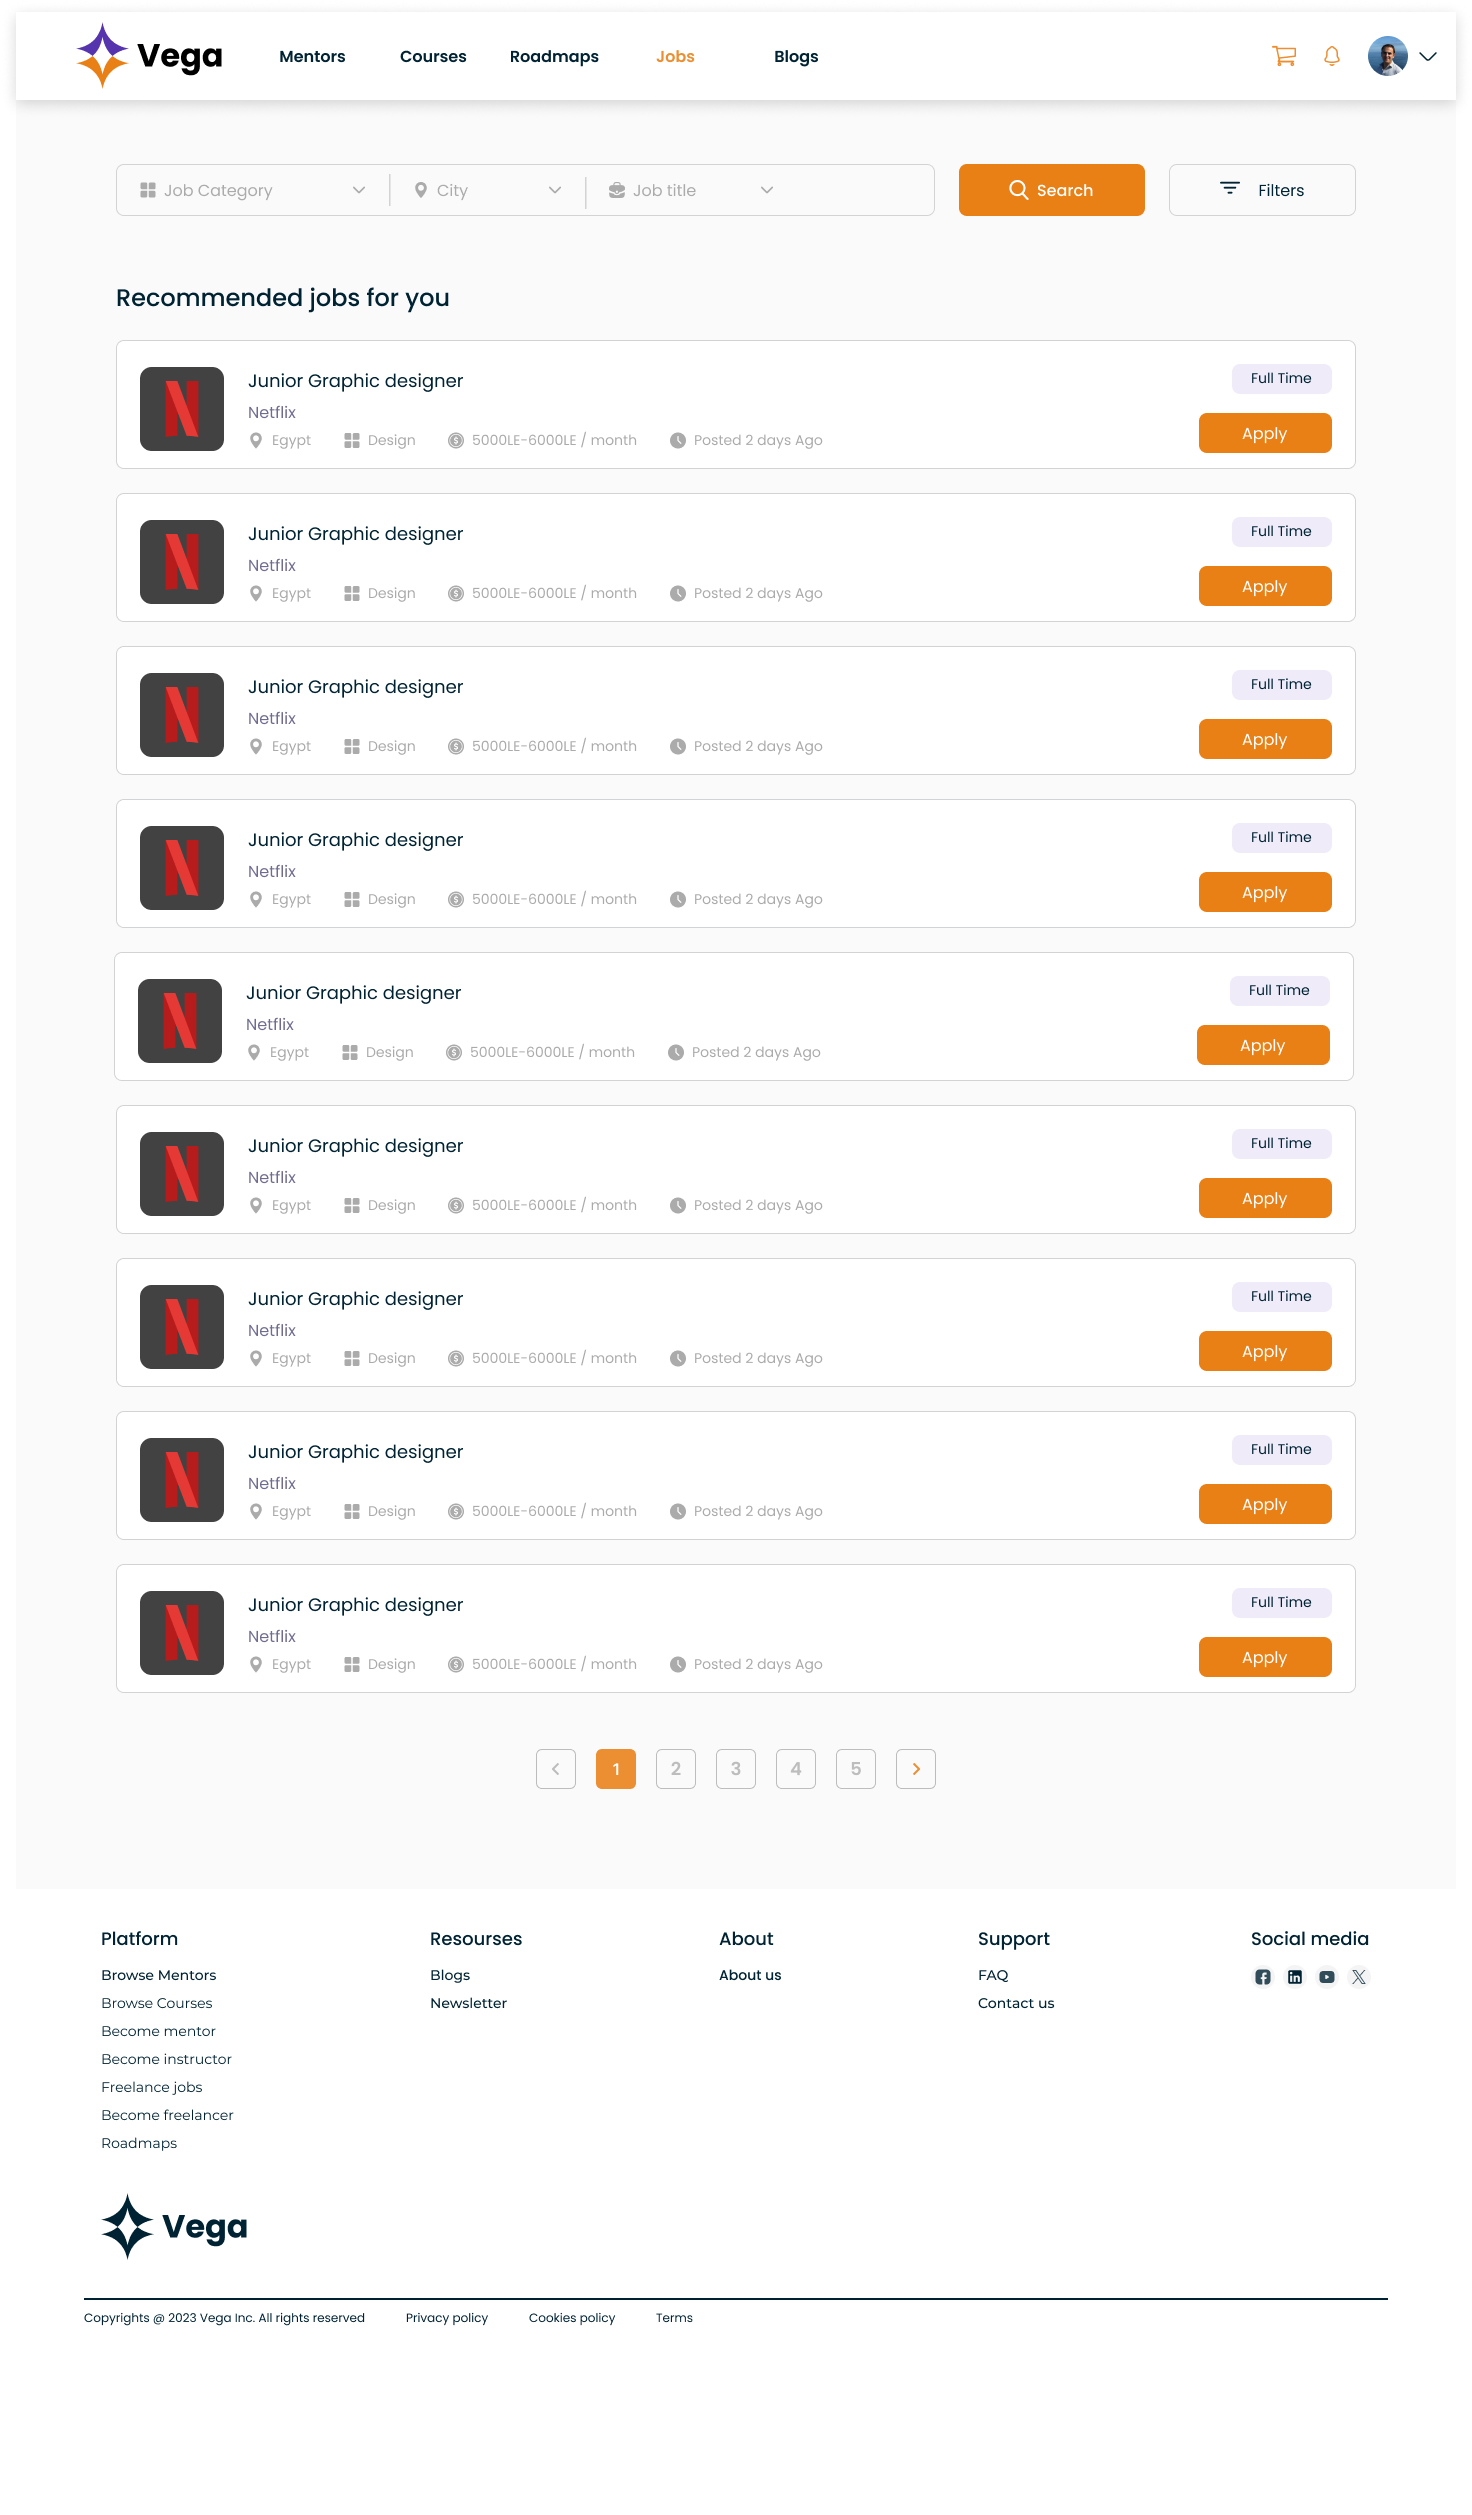 Vega
Mentors Courses Roadmaps Jobs Blogs
Job Category City Job title Search Filters
Recommended jobs for you
Junior Graphic designer Full Time
Netflix
Egypt Design 5000LE-6000LE / month Posted 2 days Ago Apply
Junior Graphic designer Full Time
Netflix
Egypt Design 5000LE-6000LE / month Posted 2 days Ago Apply
Junior Graphic designer Full Time
Netflix
Egypt Design 5000LE-6000LE / month Posted 2 days Ago Apply
Junior Graphic designer Full Time
Netflix
Egypt Design 5000LE-6000LE / month Posted 2 days Ago Apply
Junior Graphic designer Full Time
Netflix
Egypt Design 5000LE-6000LE / month Posted 2 days Ago Apply
Junior Graphic designer Full Time
Netflix
Egypt Design 5000LE-6000LE / month Posted 2 days Ago Apply
Junior Graphic designer Full Time
Netflix
Egypt Design 5000LE-6000LE / month Posted 2 days Ago Apply
Junior Graphic designer Full Time
Netflix
Egypt Design 5000LE-6000LE / month Posted 2 days Ago Apply
Junior Graphic designer Full Time
Netflix
Egypt Design 5000LE-6000LE / month Posted 2 days Ago Apply
1 2 3 4 5
Platform
Browse Mentors
Browse Courses
Become mentor
Become instructor
Freelance jobs
Become freelancer
Roadmaps
Resourses
Blogs
Newsletter
About
About us
Support
FAQ
Contact us
Social media
Vega
Copyrights @ 2023 Vega Inc. All rights reserved Privacy policy Cookies policy Terms